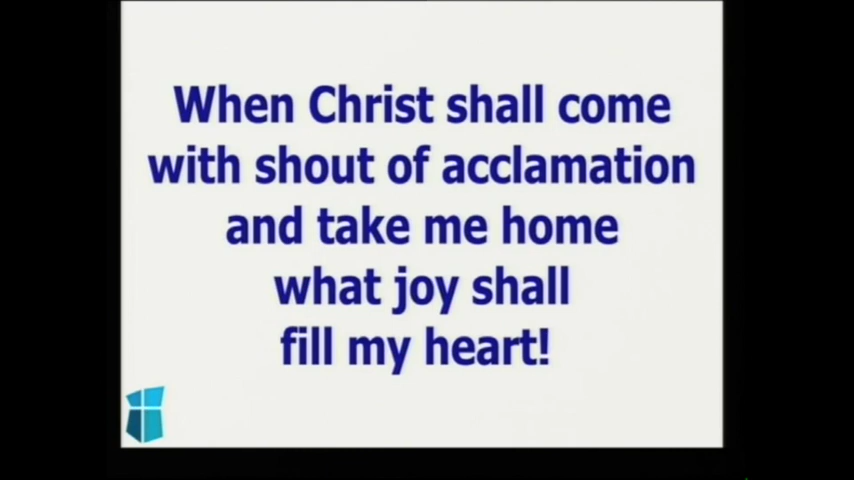 When Christ shall come
with shout of acclamation
and take me home
what joy shall
fill my heart!